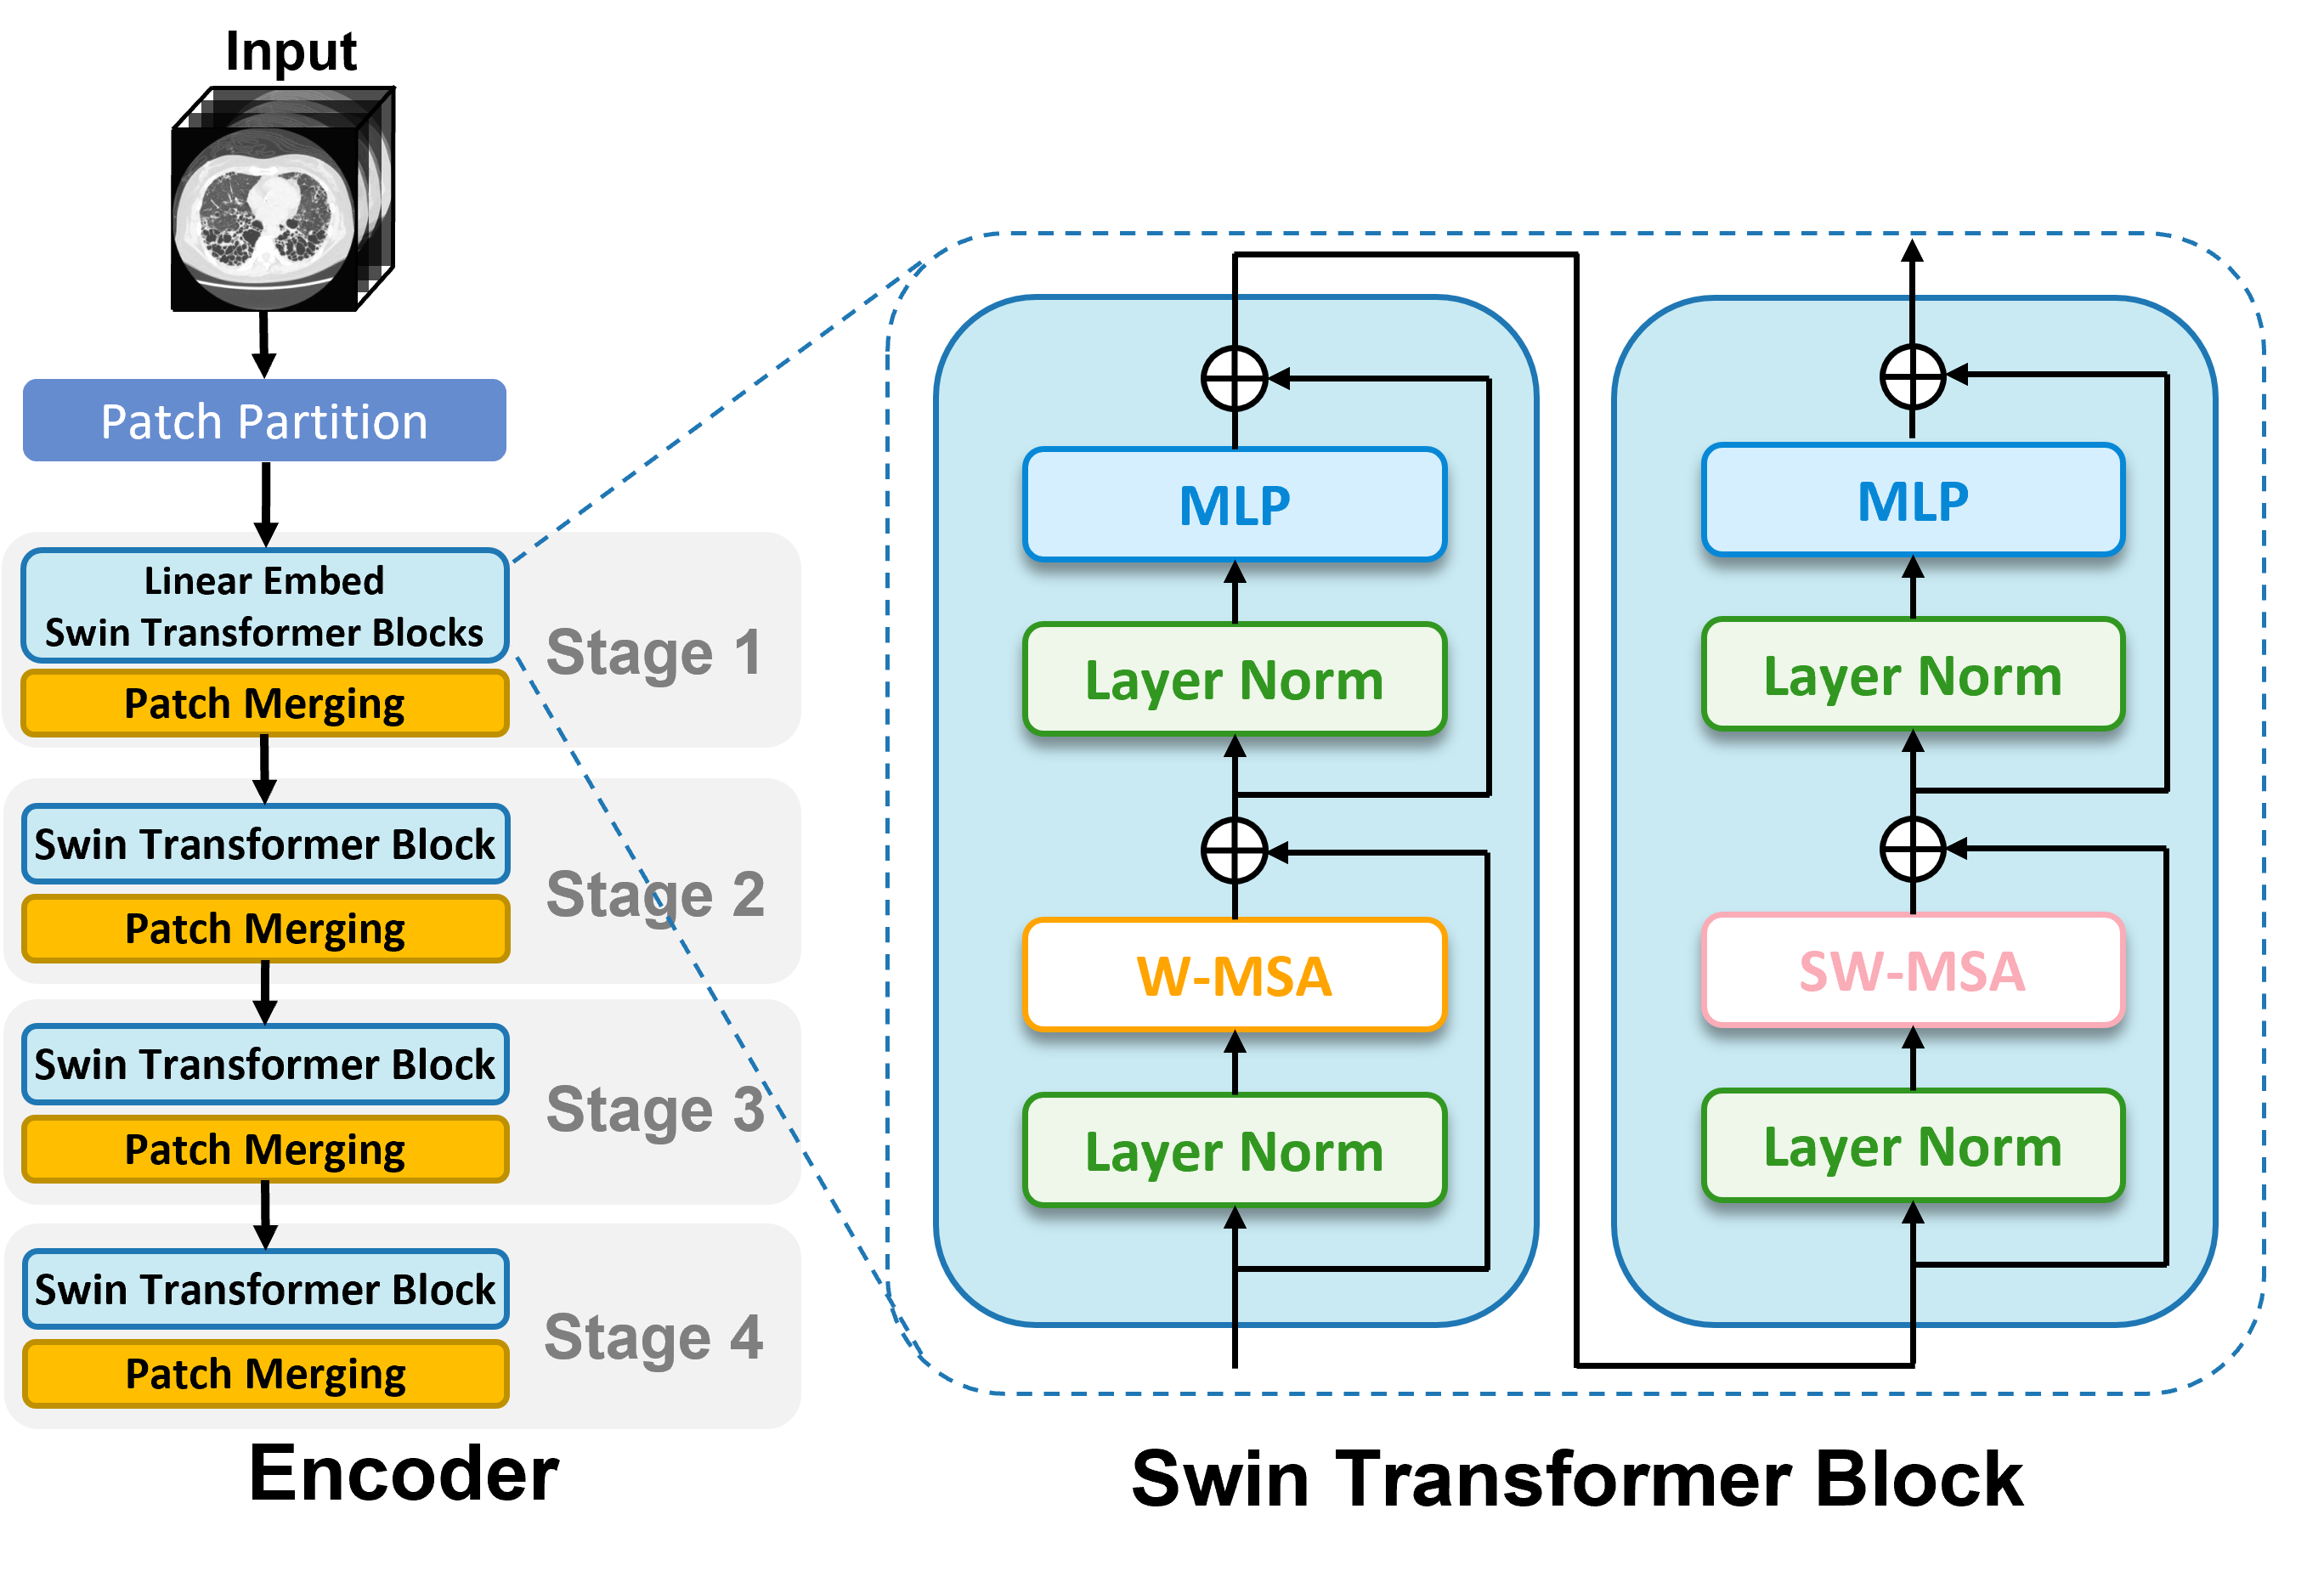 Input
Patch Partition
Linear Embed
Swin Transformer Blocks
Patch Merging
Stage 1
Swin Transformer Block
Patch Merging
Stage 2
Swin Transformer Block
Patch Merging
Stage 3
Swin Transformer Block
Patch Merging
Stage 4
Encoder
MLP
Layer Norm
W-MSA
Layer Norm
MLP
Layer Norm
SW-MSA
Layer Norm
Swin Transformer Block